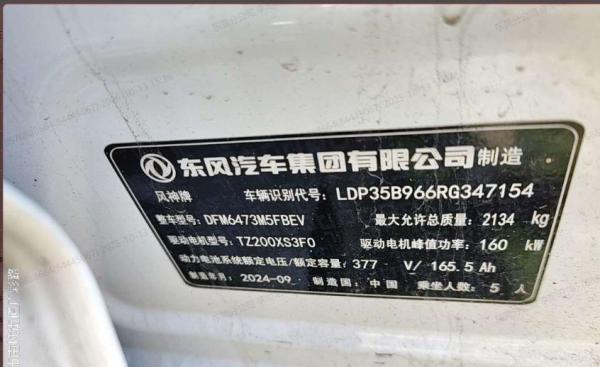 东风汽车集团有限公司 制造
风神牌 车辆识别代号: LDP35B966RG347154
整车型号: DFM6473M5FBEV 最大允许总质量: 2134 kg
驱动电机型号: TZ200XS3F0 驱动电机峰值功率: 160 kW
动力电池系统额定电压/额定容量: 377 V/ 165.5 Ah
制造年月: 2024-09 制造国: 中国 乘坐人数: 5 人